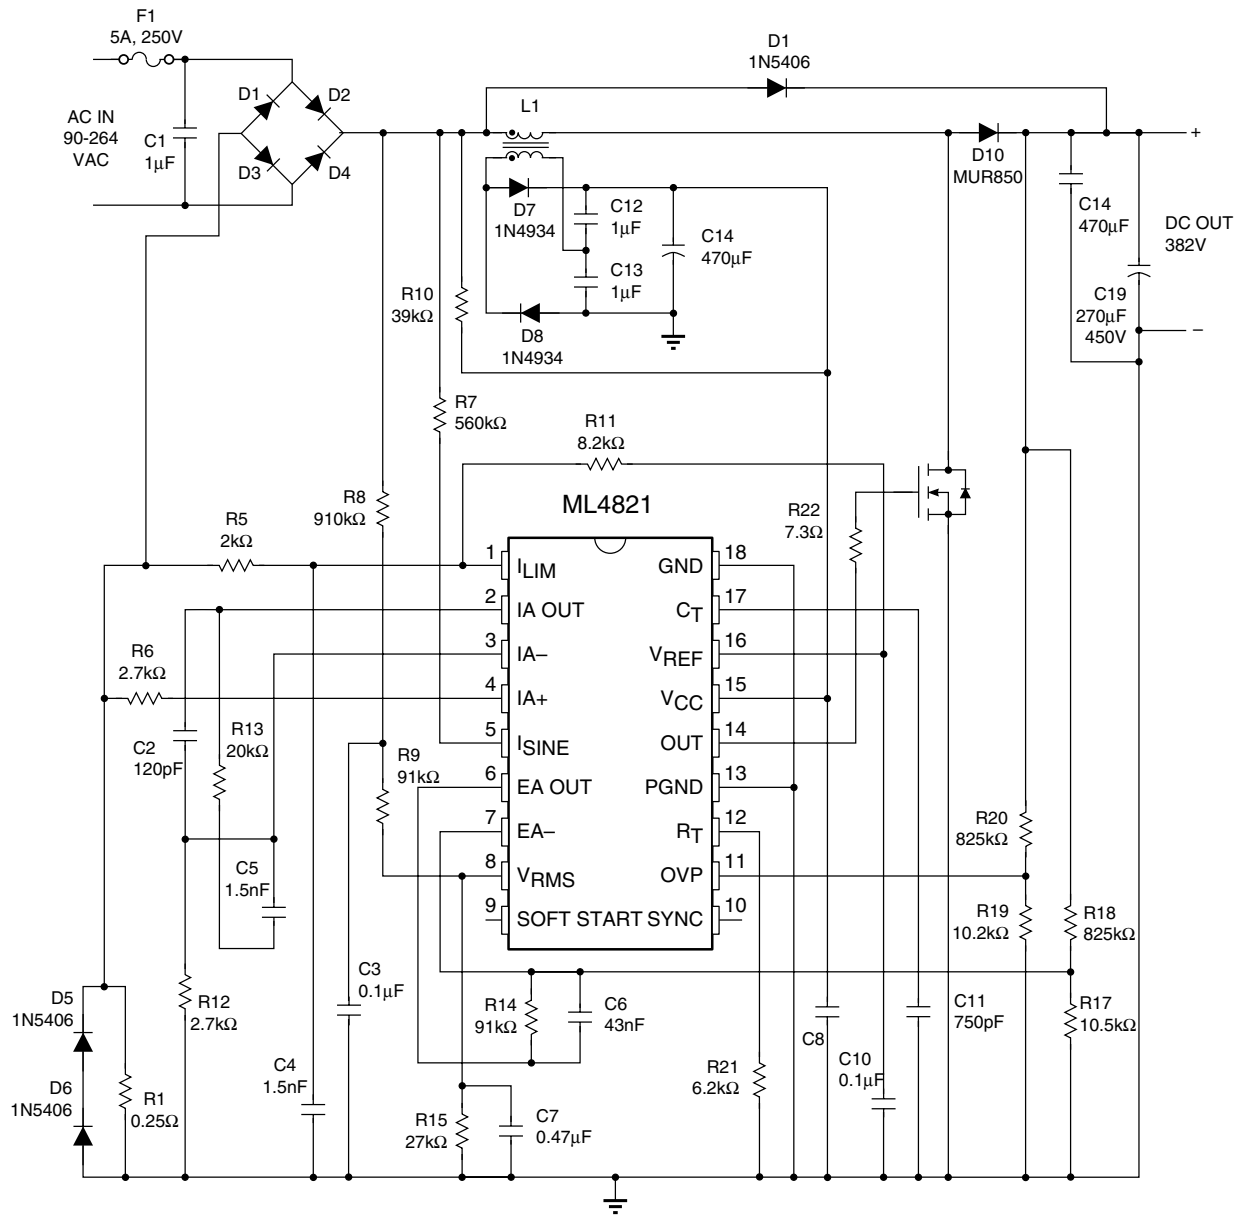 F1
5A, 250V
AC IN
90-264
VAC
C1
1µF
D1
D2
D3
D4
D1
1N5406
L1
D10
MUR850
D7
1N4934
C12
1µF
C13
1µF
C14
470µF
D8
1N4934
C14
470µF
DC OUT
382V
C19
270µF
450V
+
−
R10
39kΩ
R7
560kΩ
R11
8.2kΩ
R8
910kΩ
ML4821
R22
7.3Ω
R5
2kΩ
1
ILIM
2
IA OUT
3
IA–
4
IA+
5
ISINE
6
EA OUT
7
EA–
8
VRMS
9
SOFT START
SYNC
10
18
GND
17
CT
16
VREF
15
VCC
14
OUT
13
PGND
12
RT
11
OVP
R6
2.7kΩ
C2
120pF
R13
20kΩ
R9
91kΩ
C5
1.5nF
R20
825kΩ
R19
10.2kΩ
R18
825kΩ
R17
10.5kΩ
D5
1N5406
D6
1N5406
R1
0.25Ω
R12
2.7kΩ
C4
1.5nF
C3
0.1µF
R14
91kΩ
C6
43nF
R15
27kΩ
C7
0.47µF
R21
6.2kΩ
C8
C10
0.1µF
C11
750pF